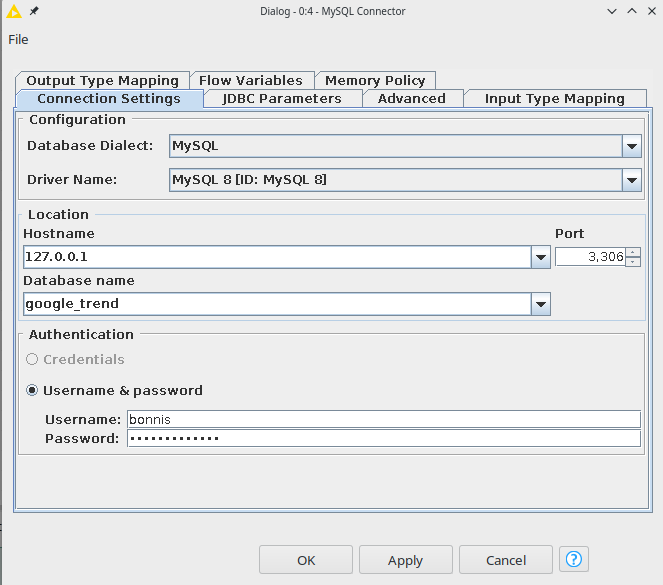 Dialog - 0:4 - MySQL Connector
File
Output Type Mapping Flow Variables Memory Policy
Connection Settings JDBC Parameters Advanced Input Type Mapping
Configuration
Database Dialect: MySQL
Driver Name: MySQL 8 [ID: MySQL 8]
Location
Hostname Port
127.0.0.1 3,306
Database name
google_trend
Authentication
Credentials
Username & password
Username: bonnis
Password: •••••••••••••
OK Apply Cancel ?